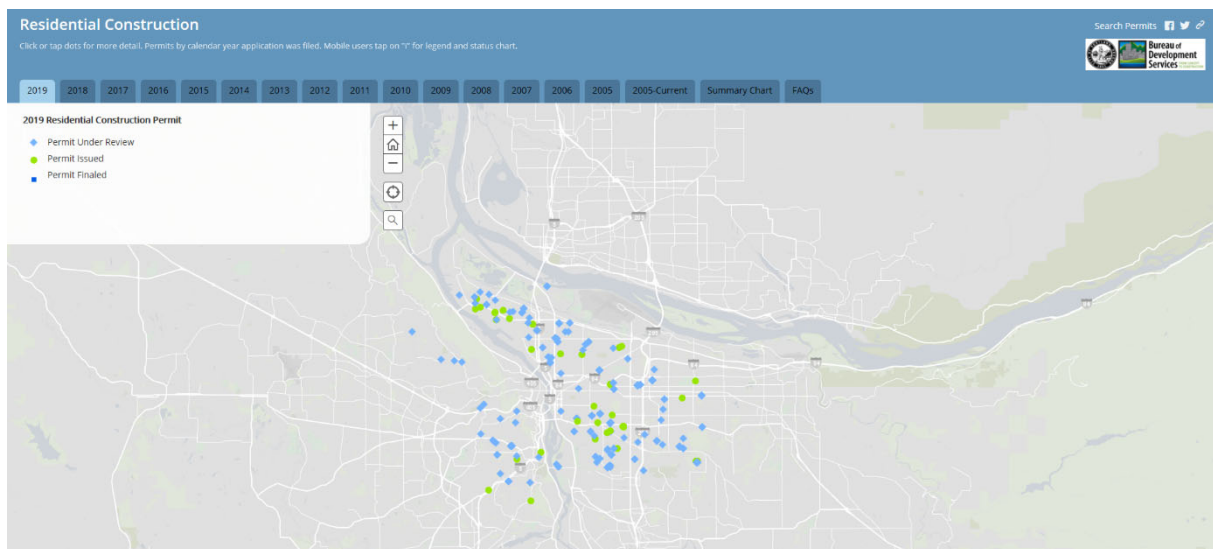 Residential Construction
Search Permits
Click or tap dots for more detail. Permits by calendar year application was filed. Mobile users tap on "i" for legend and status chart.
Bureau of
Development
Services
2019 2018 2017 2016 2015 2014 2013 2012 2011 2010 2009 2008 2007 2006 2005 2005-Current Summary Chart FAQs
2019 Residential Construction Permit
Permit Under Review
Permit Issued
Permit Finaled